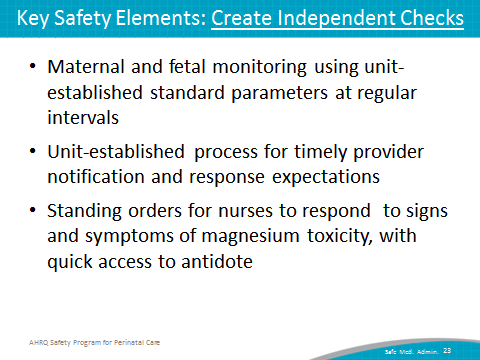 Key Safety Elements: Create Independent Checks
• Maternal and fetal monitoring using unit-
established standard parameters at regular
intervals
• Unit-established process for timely provider
notification and response expectations
• Standing orders for nurses to respond to signs
and symptoms of magnesium toxicity, with
quick access to antidote
AHRQ Safety Program for Perinatal Care
Safe Med. Admin. 23